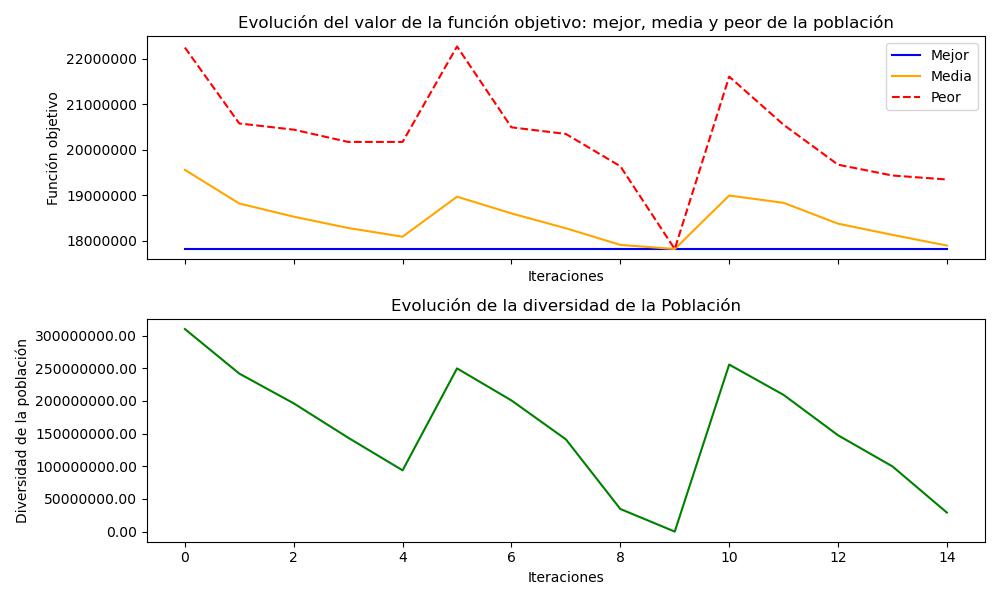 Evolución del valor de la función objetivo: mejor, media y peor de la población
Función objetivo
22000000
21000000
20000000
19000000
18000000
Mejor
Media
Peor
Iteraciones
Evolución de la diversidad de la Población
Diversidad de la población
300000000.00
250000000.00
200000000.00
150000000.00
100000000.00
50000000.00
0.00
0 2 4 6 8 10 12 14
Iteraciones